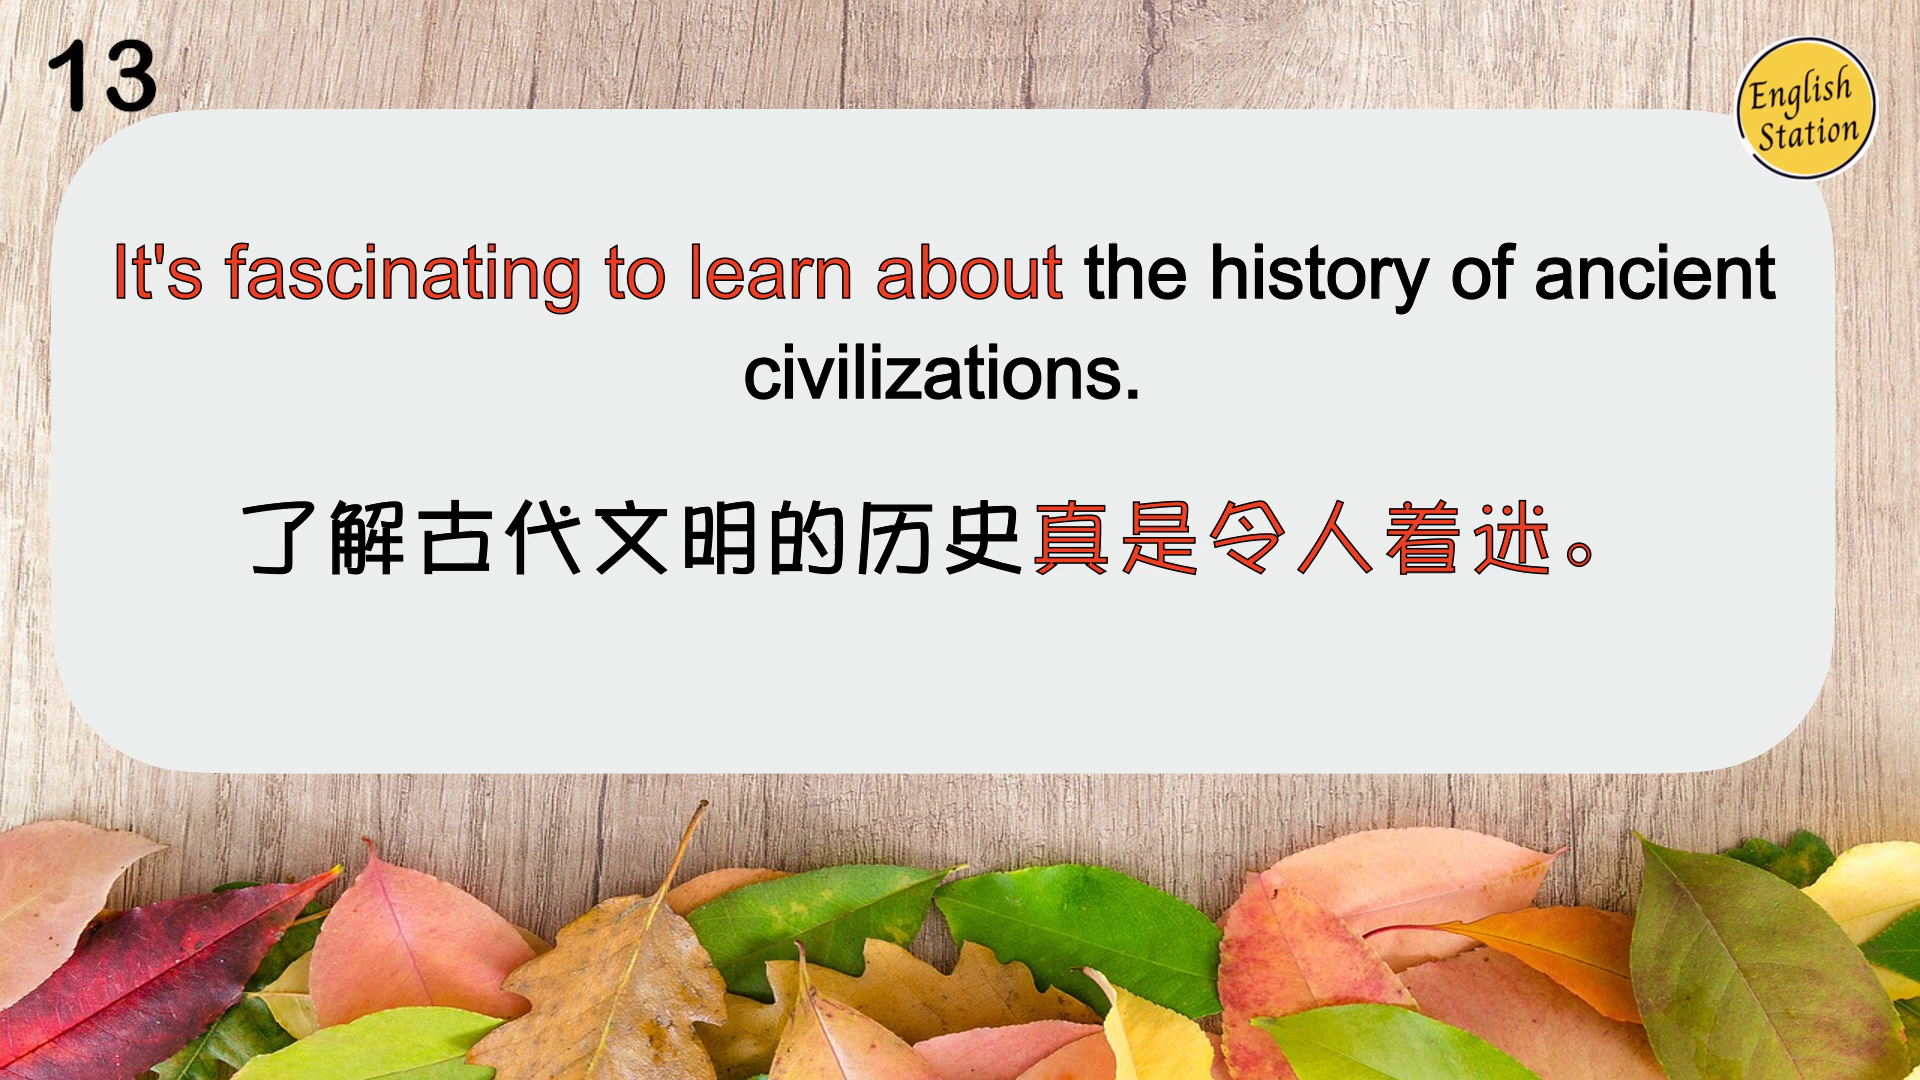 13
English
Station
It's fascinating to learn about the history of ancient
civilizations.
了解古代文明的历史真是令人着迷。